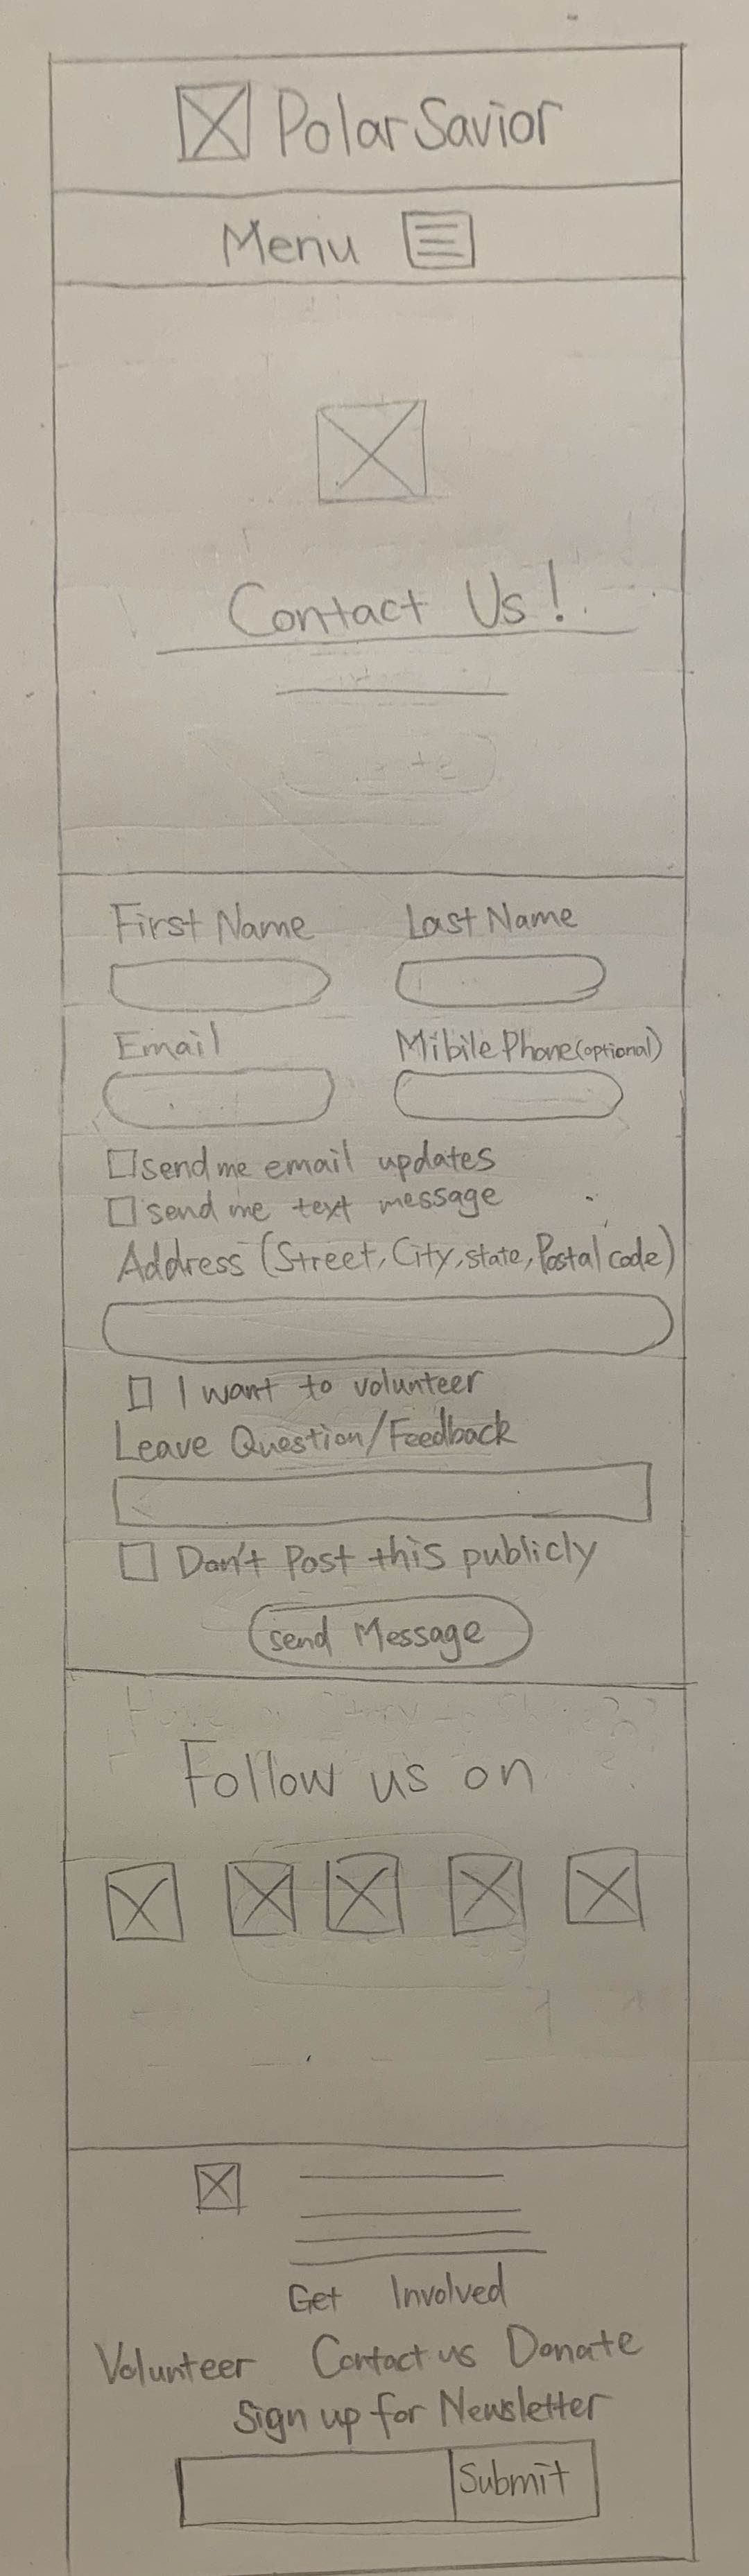 Polar Savior
Menu
Contact Us!
First Name Last Name
Email Mibile Phone (optional)
send me email updates
send me text message
Address (Street, City, state, Postal code)
I want to volunteer
Leave Question/Feedback
Don't Post this publicly
send Message
Follow us on
Get Involved
Volunteer Contact us Donate
Sign up for Newsletter
Submit